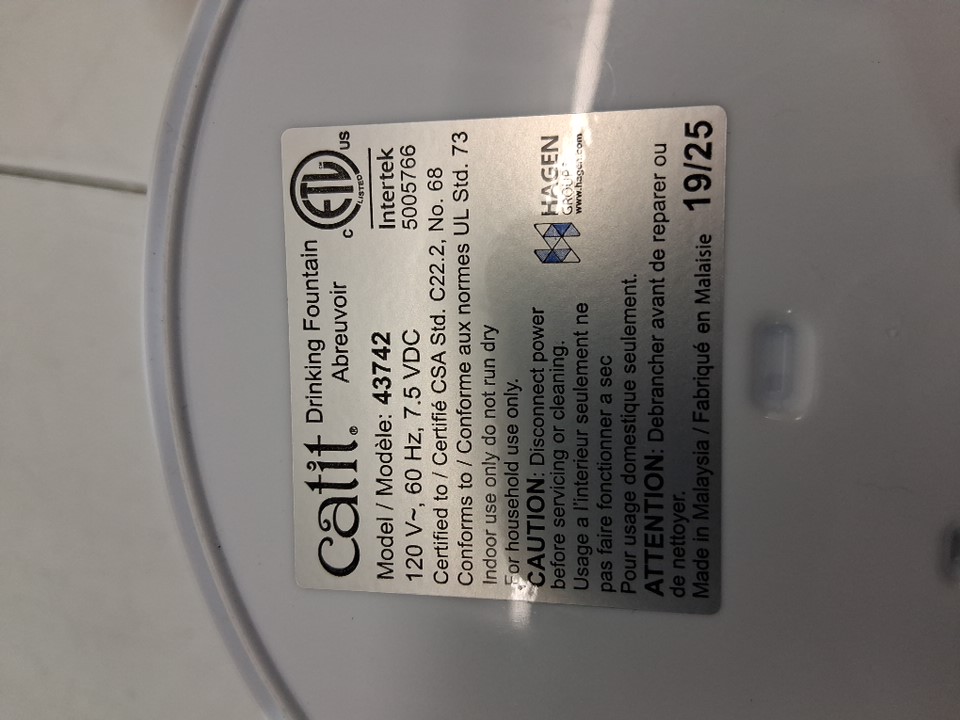 Catit® Drinking Fountain
Abreuvoir
Model / Modèle: 43742
120 V~, 60 Hz, 7.5 VDC
c ETL us
LISTED
Intertek
5005766
Certified to / Certifié CSA Std. C22.2, No. 68
Conforms to / Conforme aux normes UL Std. 73
Indoor use only do not run dry
For household use only.
CAUTION: Disconnect power
before servicing or cleaning.
HAGEN
GROUP
www.hagen.com
Usage a l'interieur seulement ne
pas faire fonctionner a sec
Pour usage domestique seulement.
ATTENTION: Debrancher avant de reparer ou
de nettoyer.
Made in Malaysia / Fabriqué en Malaisie 19/25